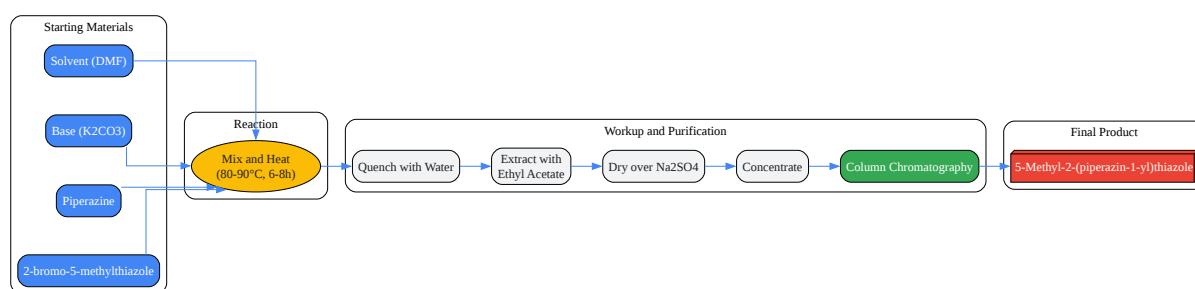 Starting Materials
Solvent (DMF)
Base (K2CO3)
Piperazine
2-bromo-5-methylthiazole
Reaction
Mix and Heat
(80-90°C, 6-8h)
Workup and Purification
Quench with Water
Extract with
Ethyl Acetate
Dry over Na2SO4
Concentrate
Column Chromatography
Final Product
5-Methyl-2-(piperazin-1-yl)thiazole